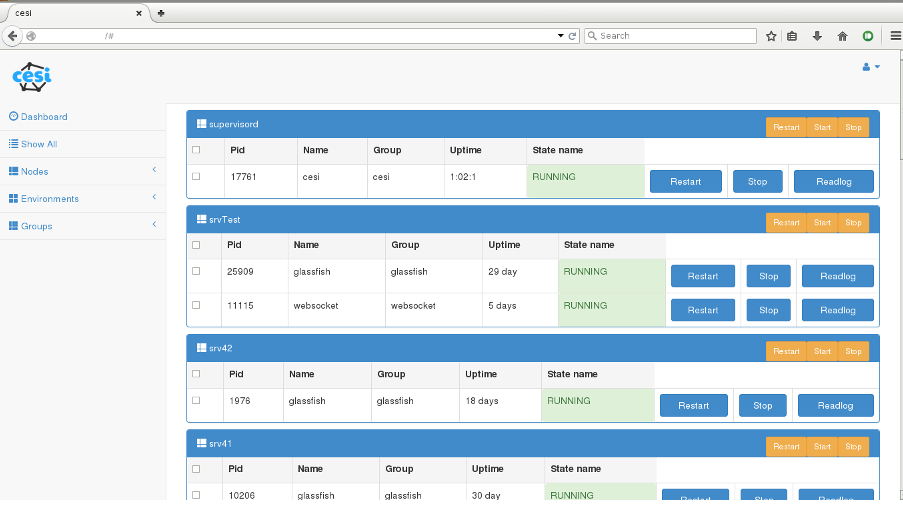 cesi
/#
Search
cesi
Dashboard
Show All
Nodes
Environments
Groups
supervisord Restart Start Stop
Pid Name Group Uptime State name
17761 cesi cesi 1:02:1 RUNNING Restart Stop Readlog
srvTest Restart Start Stop
Pid Name Group Uptime State name
25909 glassfish glassfish 29 day RUNNING Restart Stop Readlog
11115 websocket websocket 5 days RUNNING Restart Stop Readlog
srv42 Restart Start Stop
Pid Name Group Uptime State name
1976 glassfish glassfish 18 days RUNNING Restart Stop Readlog
srv41 Restart Start Stop
Pid Name Group Uptime State name
10206 glassfish glassfish 30 day RUNNING Restart Stop Readlog